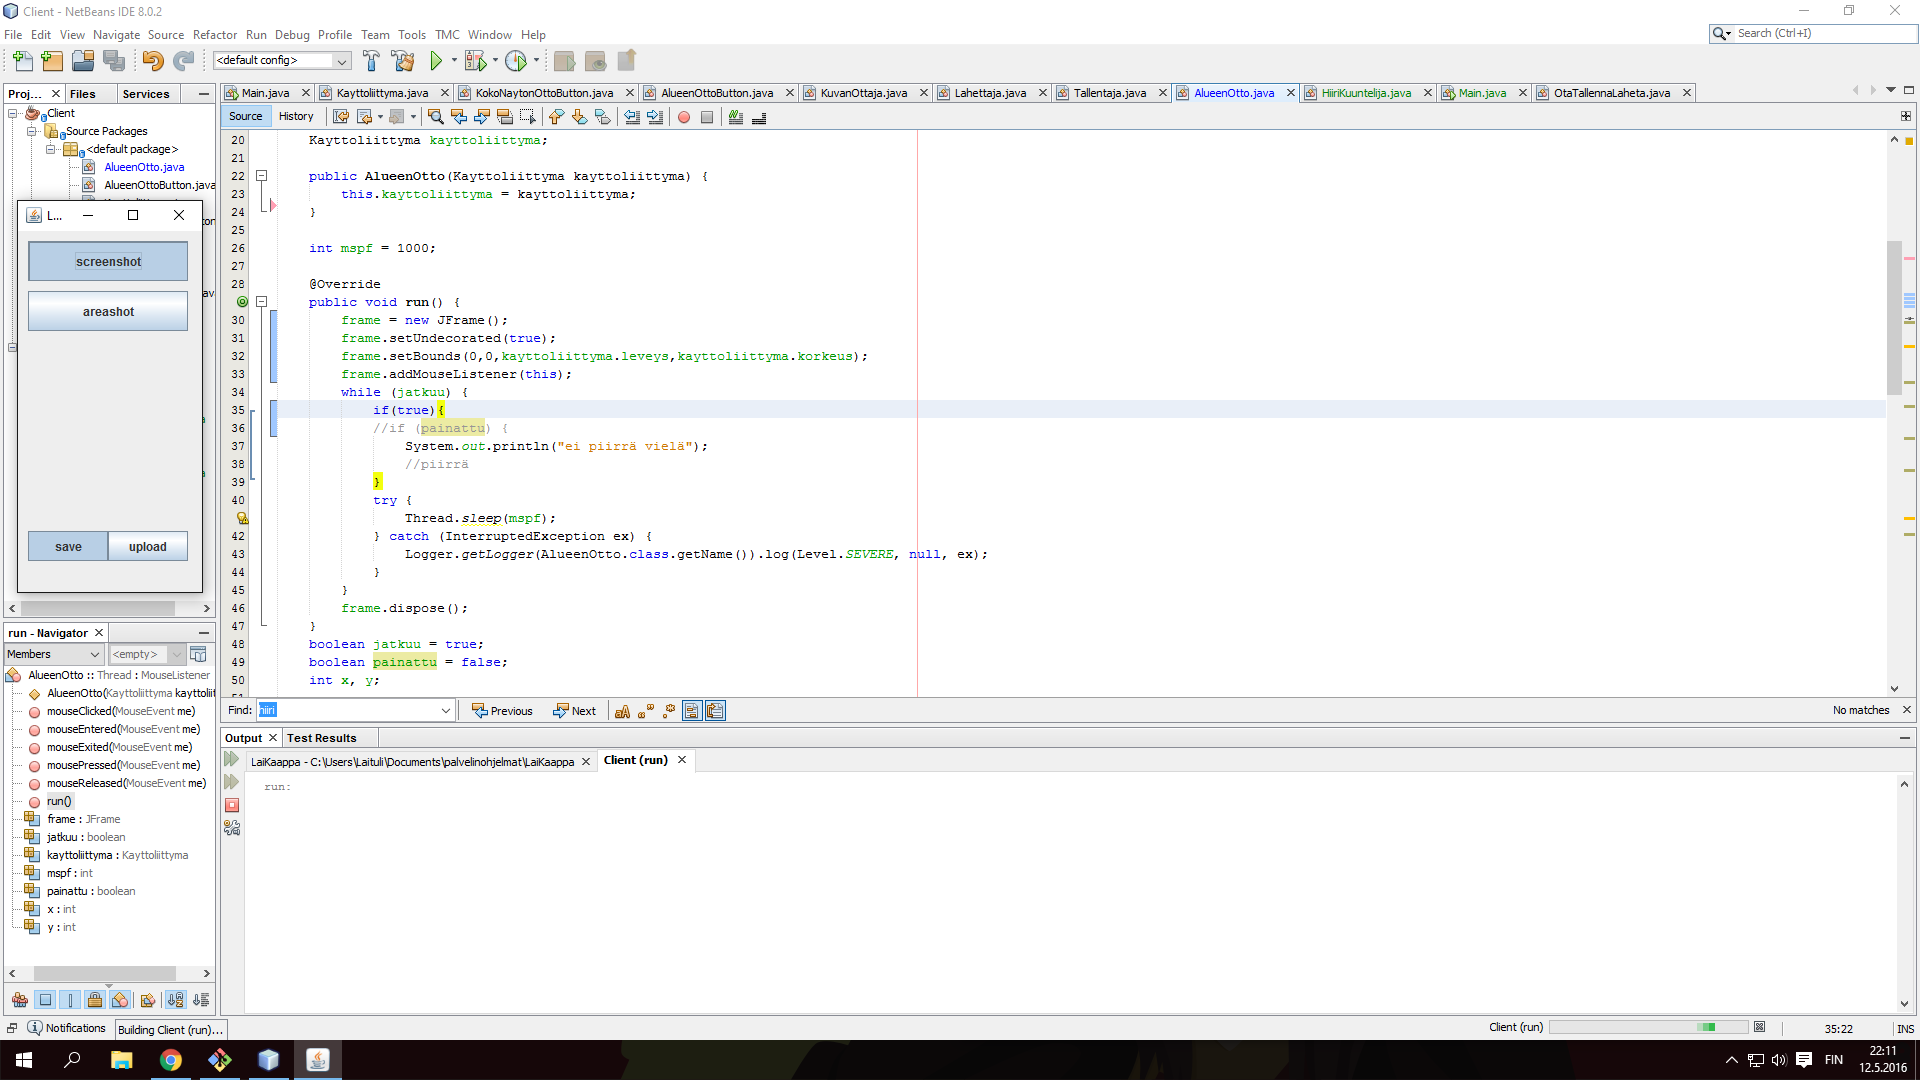 Client - NetBeans IDE 8.0.2
File Edit View Navigate Source Refactor Run Debug Profile Team Tools TMC Window Help
Search (Ctrl+I)
<default config>
Proj... Files Services
Client
Source Packages
<default package>
AlueenOtto.java
AlueenOttoButton.java
L...
screenshot
areashot
save upload
run - Navigator
Members <empty>
AlueenOtto :: Thread : MouseListener
AlueenOtto(Kayttoliittyma kayttoliit
mouseClicked(MouseEvent me)
mouseEntered(MouseEvent me)
mouseExited(MouseEvent me)
mousePressed(MouseEvent me)
mouseReleased(MouseEvent me)
run()
frame : JFrame
jatkuu : boolean
kayttoliittyma : Kayttoliittyma
mspf : int
painattu : boolean
x : int
y : int
Main.java Kayttoliittyma.java KokoNaytonOttoButton.java AlueenOttoButton.java KuvanOttaja.java Lahettaja.java Tallentaja.java AlueenOtto.java HiiriKuuntelija.java Main.java OtaTallennaLaheta.java
Source History
20 Kayttoliittyma kayttoliittyma;
21
22 public AlueenOtto(Kayttoliittyma kayttoliittyma) {
23 this.kayttoliittyma = kayttoliittyma;
24 }
25
26 int mspf = 1000;
27
28 @Override
public void run() {
30 frame = new JFrame();
31 frame.setUndecorated(true);
32 frame.setBounds(0,0,kayttoliittyma.leveys,kayttoliittyma.korkeus);
33 frame.addMouseListener(this);
34 while (jatkuu) {
35 if(true){
36 //if (painattu) {
37 System.out.println("ei piirrä vielä");
38 //piirrä
39 }
40 try {
Thread.sleep(mspf);
42 } catch (InterruptedException ex) {
43 Logger.getLogger(AlueenOtto.class.getName()).log(Level.SEVERE, null, ex);
44 }
45 }
46 frame.dispose();
47 }
48 boolean jatkuu = true;
49 boolean painattu = false;
50 int x, y;
Find: hiiri Previous Next No matches
Output Test Results
LaiKaappa - C:\Users\Laituli\Documents\palvelinohjelmat\LaiKaappa Client (run)
run:
Notifications Building Client (run)... Client (run) 35:22 INS
FIN 22:11
12.5.2016